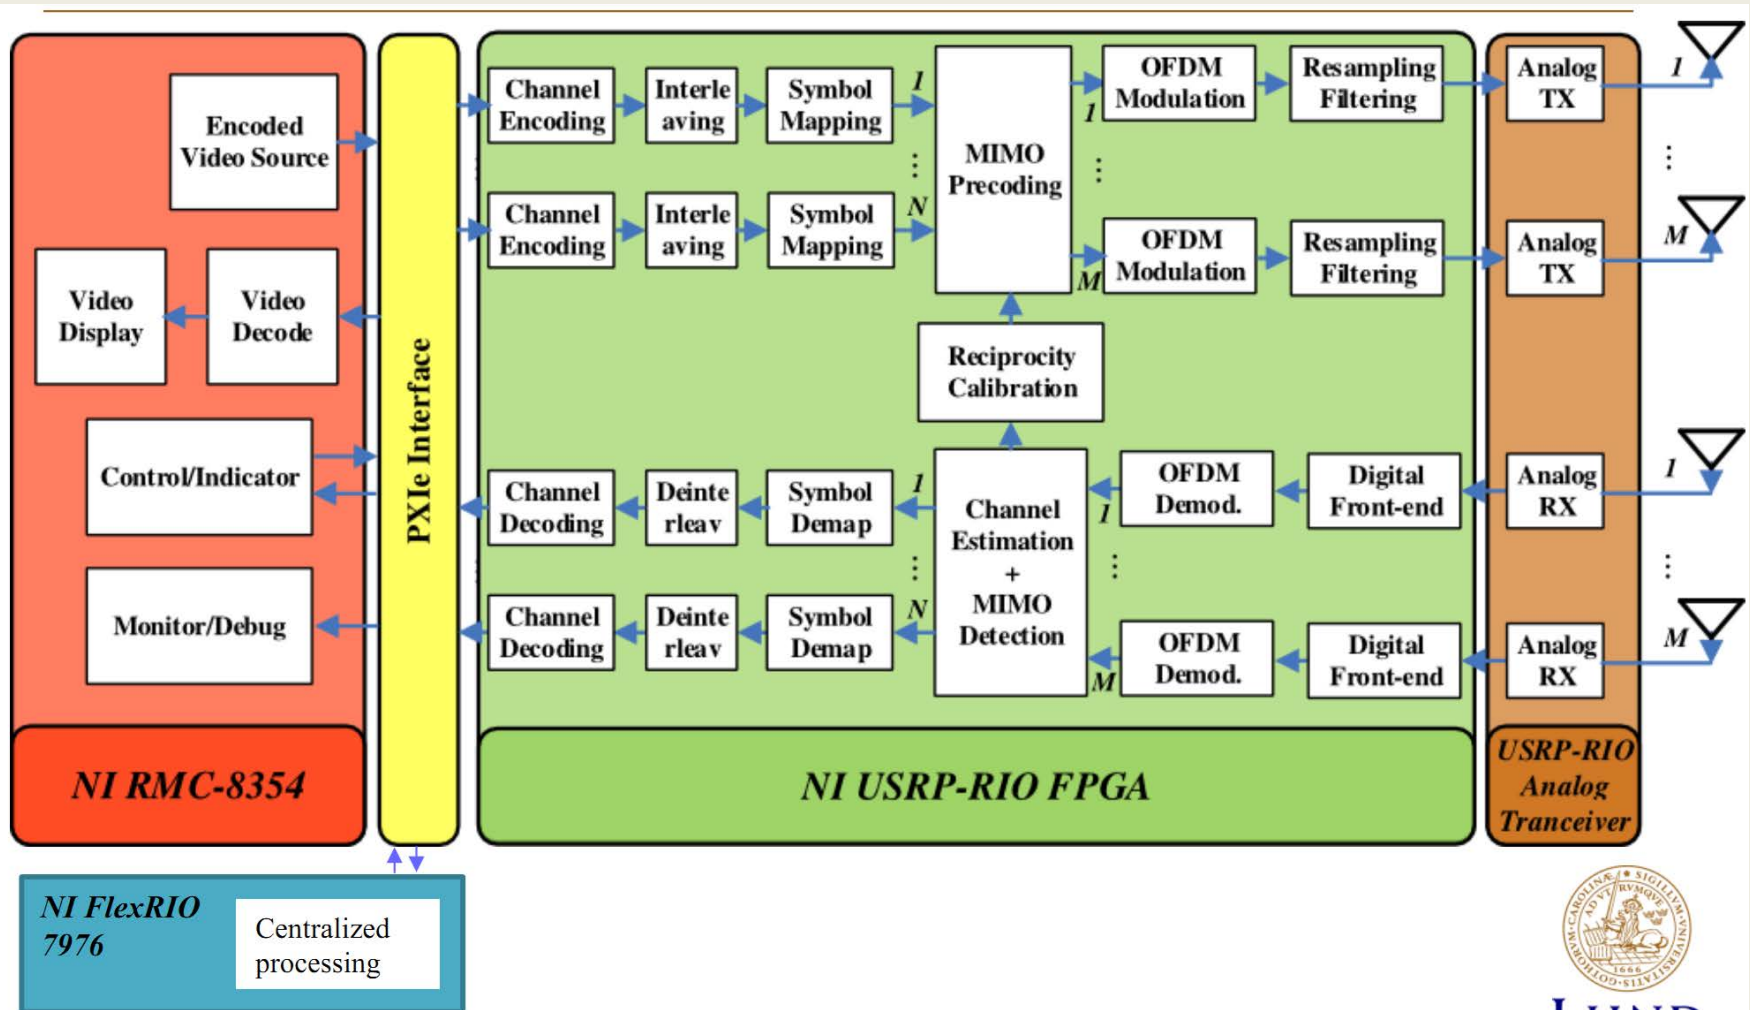 Encoded
Video Source
Video
Display
Video
Decode
Control/Indicator
Monitor/Debug
NI RMC-8354
PXIe Interface
Channel
Encoding
Interle
aving
Symbol
Mapping
1
⋮
Channel
Encoding
Interle
aving
Symbol
Mapping
N
MIMO
Precoding
1
⋮
M
OFDM
Modulation
Resampling
Filtering
OFDM
Modulation
Resampling
Filtering
Reciprocity
Calibration
Channel
Decoding
Deinte
rleav
Symbol
Demap
1
⋮
Channel
Decoding
Deinte
rleav
Symbol
Demap
N
Channel
Estimation
+
MIMO
Detection
1
⋮
M
OFDM
Demod.
Digital
Front-end
OFDM
Demod.
Digital
Front-end
NI USRP-RIO FPGA
Analog
TX
1
⋮
Analog
TX
M
Analog
RX
1
⋮
Analog
RX
M
USRP-RIO
Analog
Tranceiver
NI FlexRIO
7976
Centralized
processing
1666
LUND